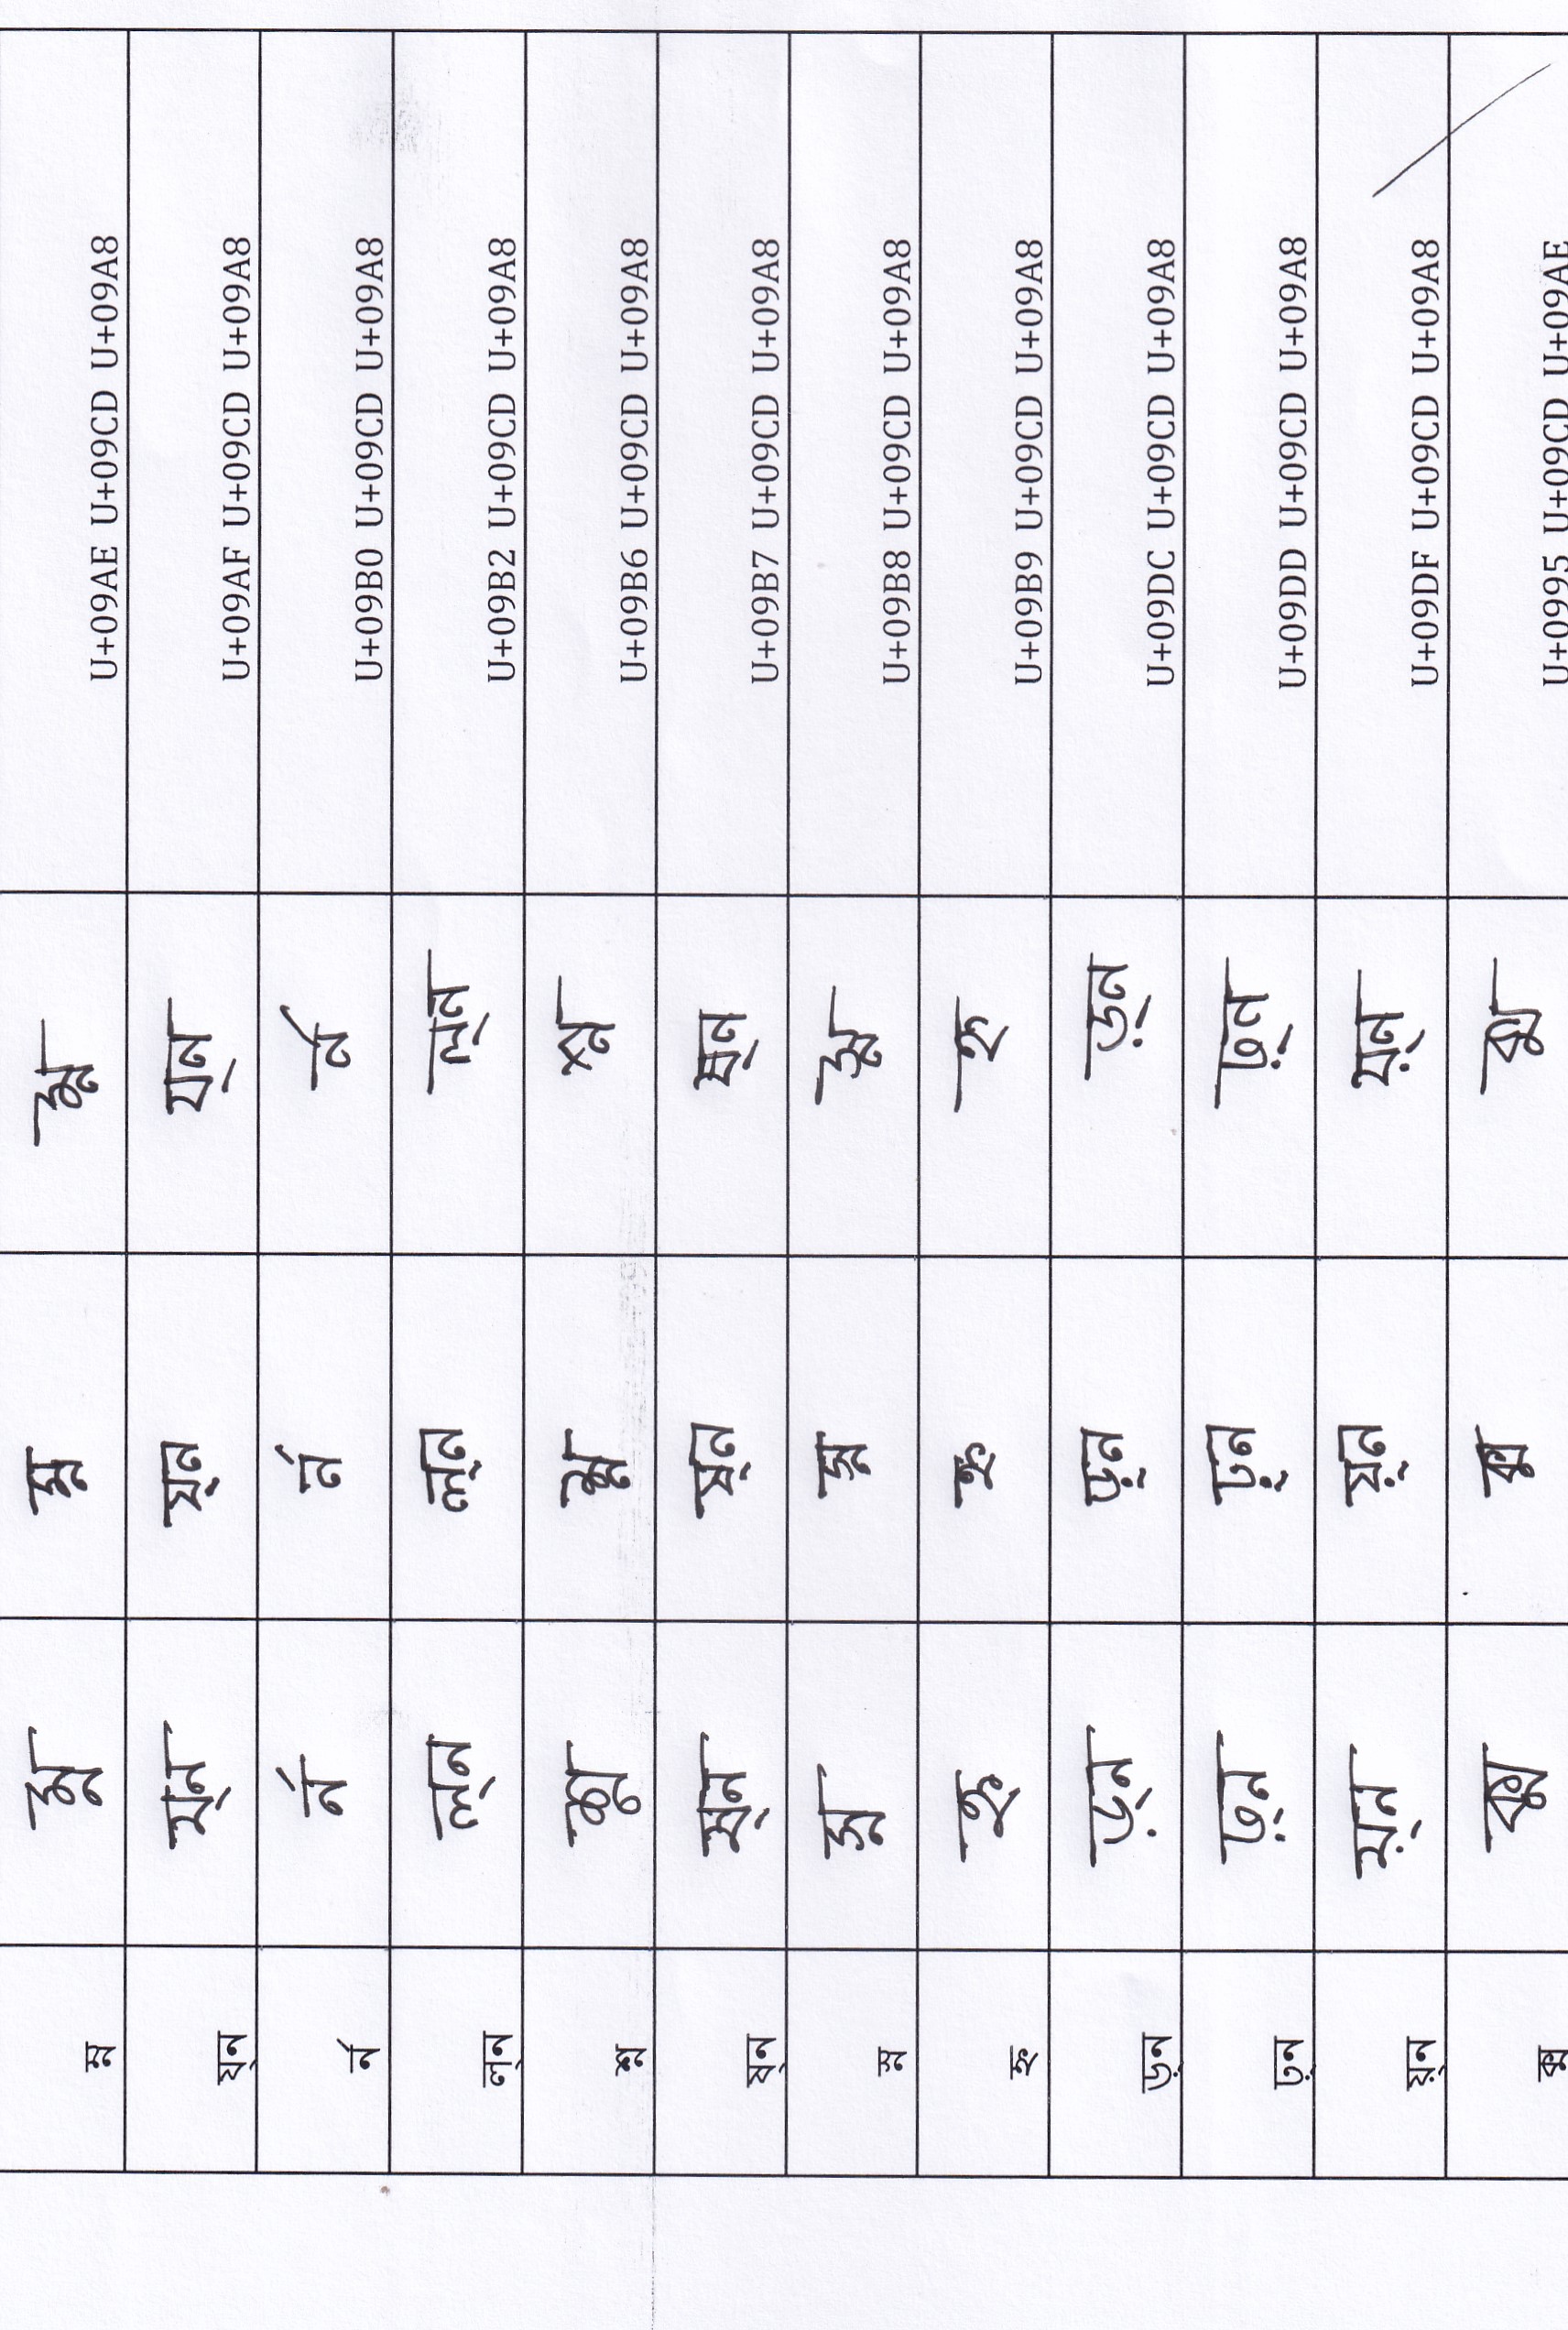 ম্ন ম্ন ম্ন ম্ন U+09AE U+09CD U+09A8
য্ন য্ন য্ন য্ন U+09AF U+09CD U+09A8
র্ন র্ন র্ন র্ন U+09B0 U+09CD U+09A8
ল্ন ল্ন ল্ন ল্ন U+09B2 U+09CD U+09A8
শ্ন শ্ন শ্ন শ্ন U+09B6 U+09CD U+09A8
ষ্ন ষ্ন ষ্ন ষ্ন U+09B7 U+09CD U+09A8
স্ন স্ন স্ন স্ন U+09B8 U+09CD U+09A8
হ্ন হ্ন হ্ন হ্ন U+09B9 U+09CD U+09A8
ড়্ন ড়্ন ড়্ন ড়্ন U+09DC U+09CD U+09A8
ঢ়্ন ঢ়্ন ঢ়্ন ঢ়্ন U+09DD U+09CD U+09A8
য়্ন য়্ন য়্ন য়্ন U+09DF U+09CD U+09A8
ক্ম ক্ম ক্ম ক্ম U+0995 U+09CD U+09AE